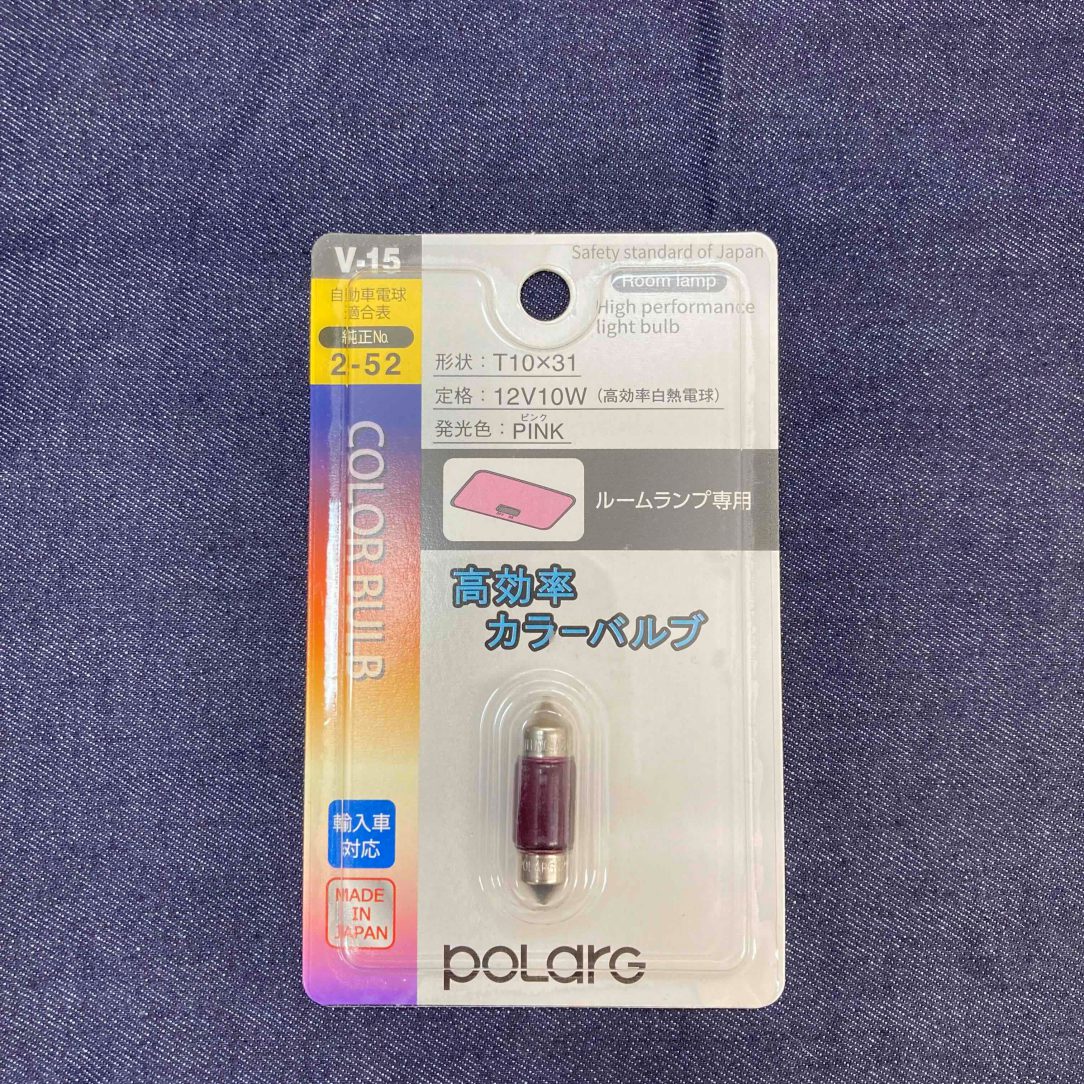 V-15
自動車電球
適合表
純正No.
2-52
COLOR BULB
輸入車
対応
MADE
IN
JAPAN
Safety standard of Japan
Room lamp
High performance
light bulb
形状：T10×31
定格：12V10W（高効率白熱電球）
ピンク
発光色：PINK
ルームランプ専用
高効率
カラーバルブ
POLARG